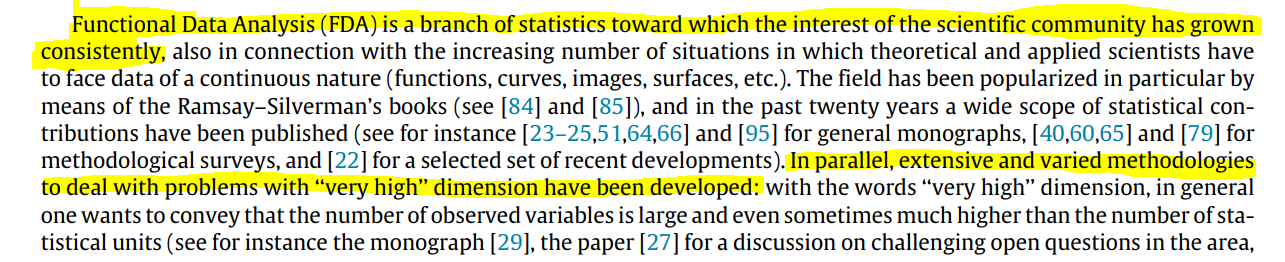 Functional Data Analysis (FDA) is a branch of statistics toward which the interest of the scientific community has grown
consistently, also in connection with the increasing number of situations in which theoretical and applied scientists have
to face data of a continuous nature (functions, curves, images, surfaces, etc.). The field has been popularized in particular by
means of the Ramsay–Silverman's books (see [84] and [85]), and in the past twenty years a wide scope of statistical con-
tributions have been published (see for instance [23–25,51,64,66] and [95] for general monographs, [40,60,65] and [79] for
methodological surveys, and [22] for a selected set of recent developments). In parallel, extensive and varied methodologies
to deal with problems with “very high” dimension have been developed: with the words “very high” dimension, in general
one wants to convey that the number of observed variables is large and even sometimes much higher than the number of sta-
tistical units (see for instance the monograph [29], the paper [27] for a discussion on challenging open questions in the area,